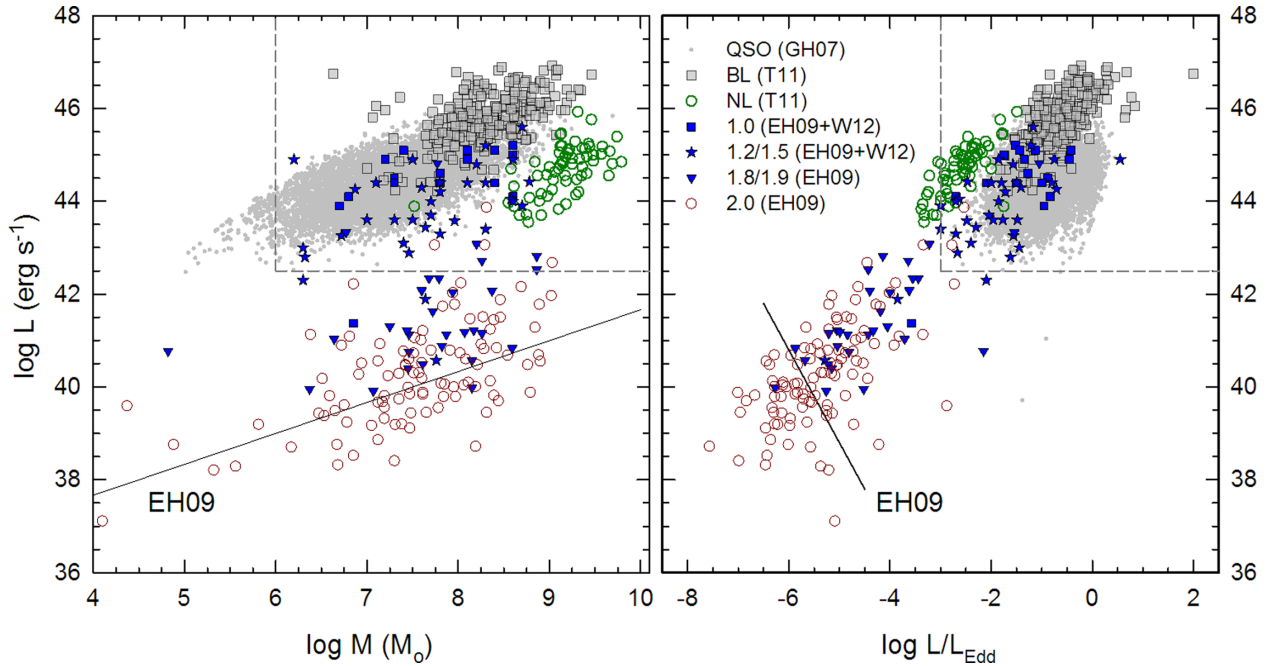 48
46
44
42
40
38
36
log L (erg s⁻¹)
4
5
6
7
8
9
10
log M (Mₒ)
EH09
QSO (GH07)
BL (T11)
NL (T11)
1.0 (EH09+W12)
1.2/1.5 (EH09+W12)
1.8/1.9 (EH09)
2.0 (EH09)
EH09
48
46
44
42
40
38
36
-8
-6
-4
-2
0
2
log L/L_Edd